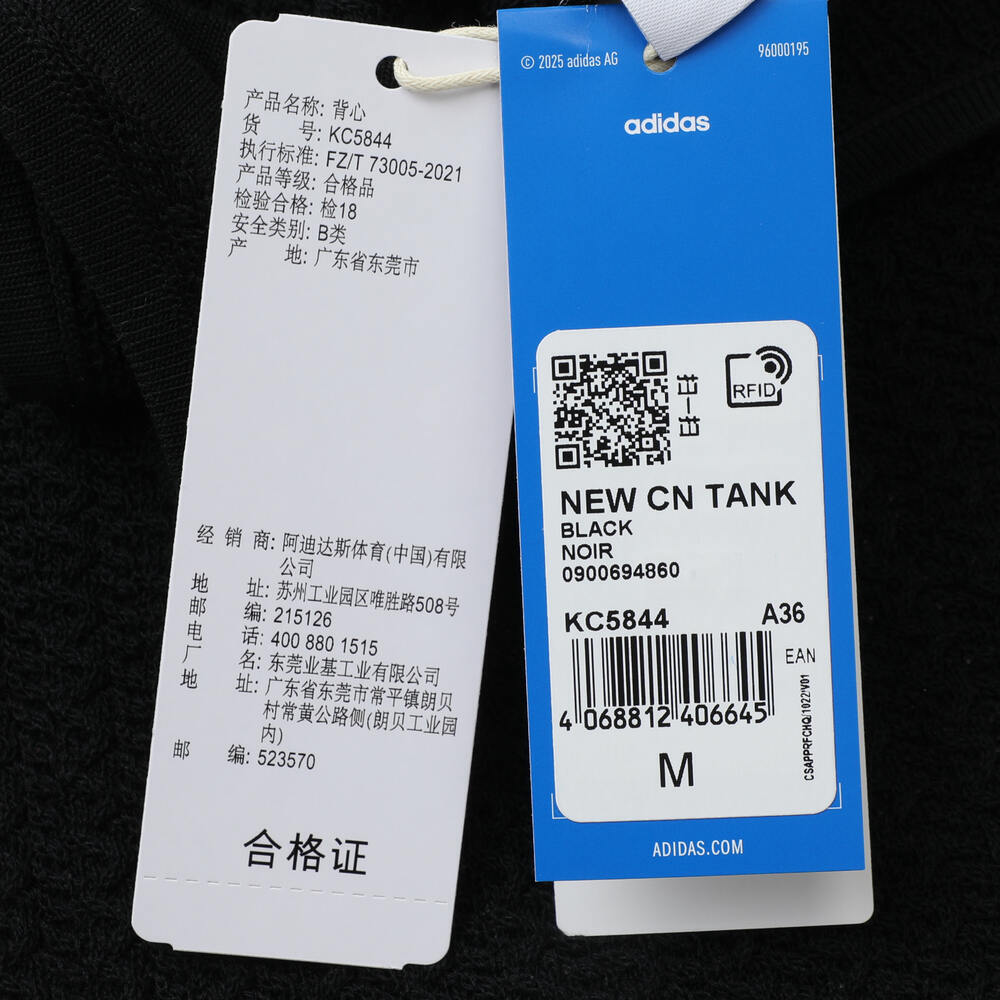 产品名称: 背心
货 号: KC5844
执行标准: FZ/T 73005-2021
产品等级: 合格品
检验合格: 检18
安全类别: B类
产 地: 广东省东莞市
经 销 商: 阿迪达斯体育(中国)有限
公司
地 址: 苏州工业园区唯胜路508号
邮 编: 215126
电 话: 400 880 1515
厂 名: 东莞业基工业有限公司
地 址: 广东省东莞市常平镇朗贝
村常黄公路侧(朗贝工业园
内)
邮 编: 523570
合格证
© 2025 adidas AG
96000195
adidas
扫一扫
RFID
NEW CN TANK
BLACK
NOIR
0900694860
KC5844 A36
EAN
4 068812 406645
CSAPPRFCHQ/1022/V01
M
ADIDAS.COM